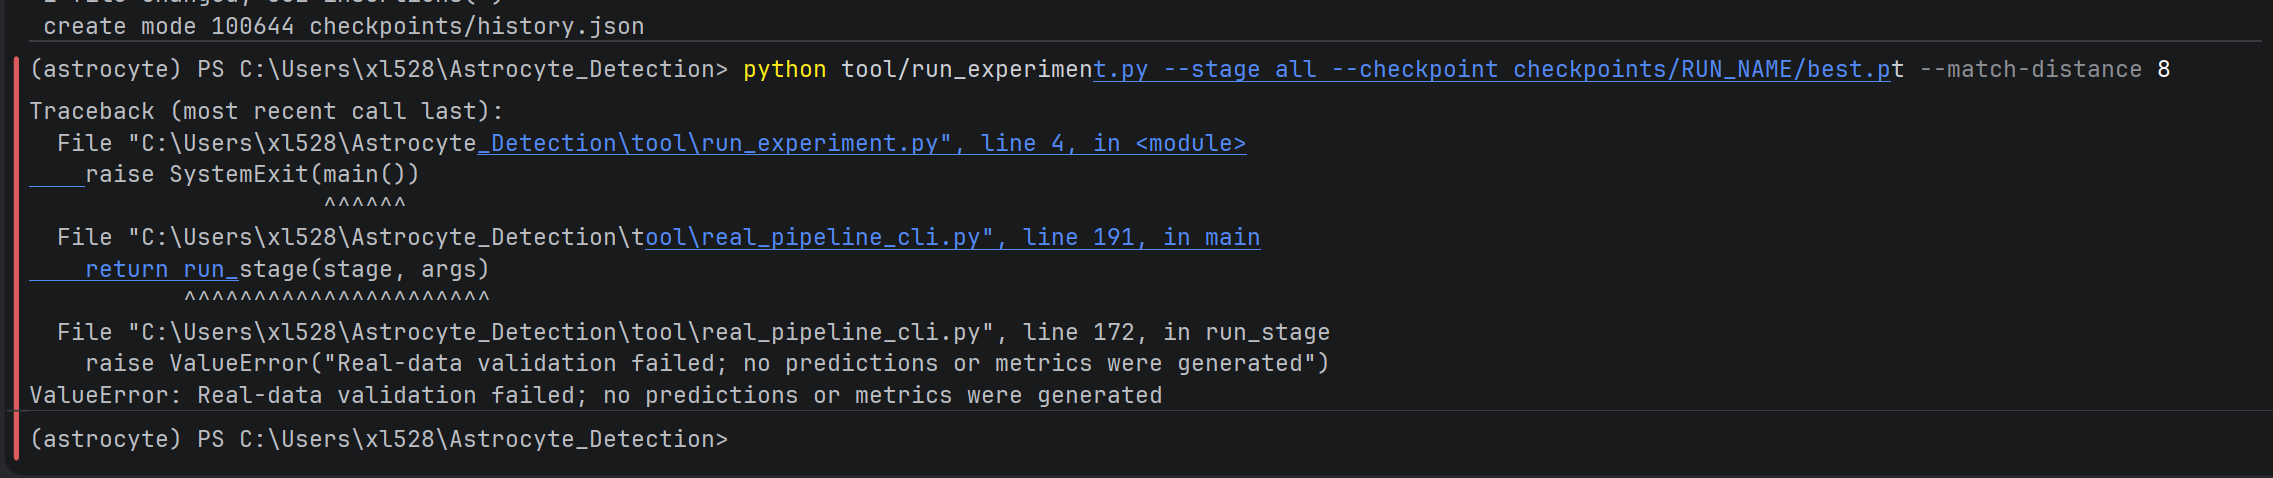 create mode 100644 checkpoints/history.json
(astrocyte) PS C:\Users\xl528\Astrocyte_Detection> python tool/run_experiment.py --stage all --checkpoint checkpoints/RUN_NAME/best.pt --match-distance 8
Traceback (most recent call last):
  File "C:\Users\xl528\Astrocyte_Detection\tool\run_experiment.py", line 4, in <module>
    raise SystemExit(main())
                     ^^^^^^
  File "C:\Users\xl528\Astrocyte_Detection\tool\real_pipeline_cli.py", line 191, in main
    return run_stage(stage, args)
           ^^^^^^^^^^^^^^^^^^^^^^
  File "C:\Users\xl528\Astrocyte_Detection\tool\real_pipeline_cli.py", line 172, in run_stage
    raise ValueError("Real-data validation failed; no predictions or metrics were generated")
ValueError: Real-data validation failed; no predictions or metrics were generated
(astrocyte) PS C:\Users\xl528\Astrocyte_Detection>